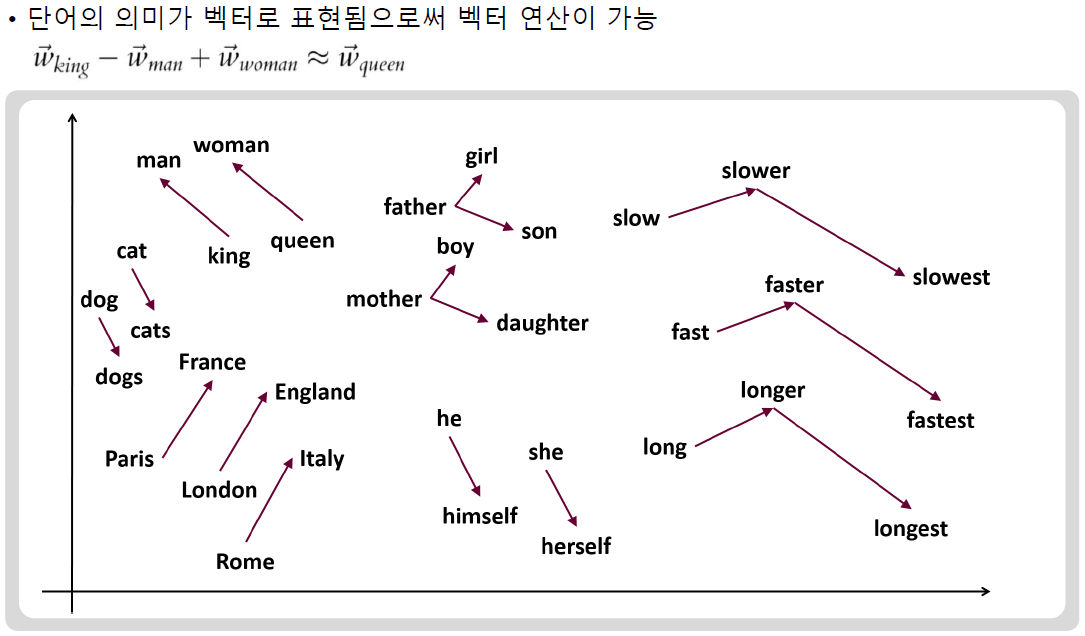 • 단어의 의미가 벡터로 표현됨으로써 벡터 연산이 가능
w⃗king − w⃗man + w⃗woman ≈ w⃗queen
man
woman
king
queen
cat
cats
dog
dogs
France
England
Italy
Paris
London
Rome
girl
father
son
boy
mother
daughter
he
himself
she
herself
slower
slow
slowest
faster
fast
fastest
longer
long
longest